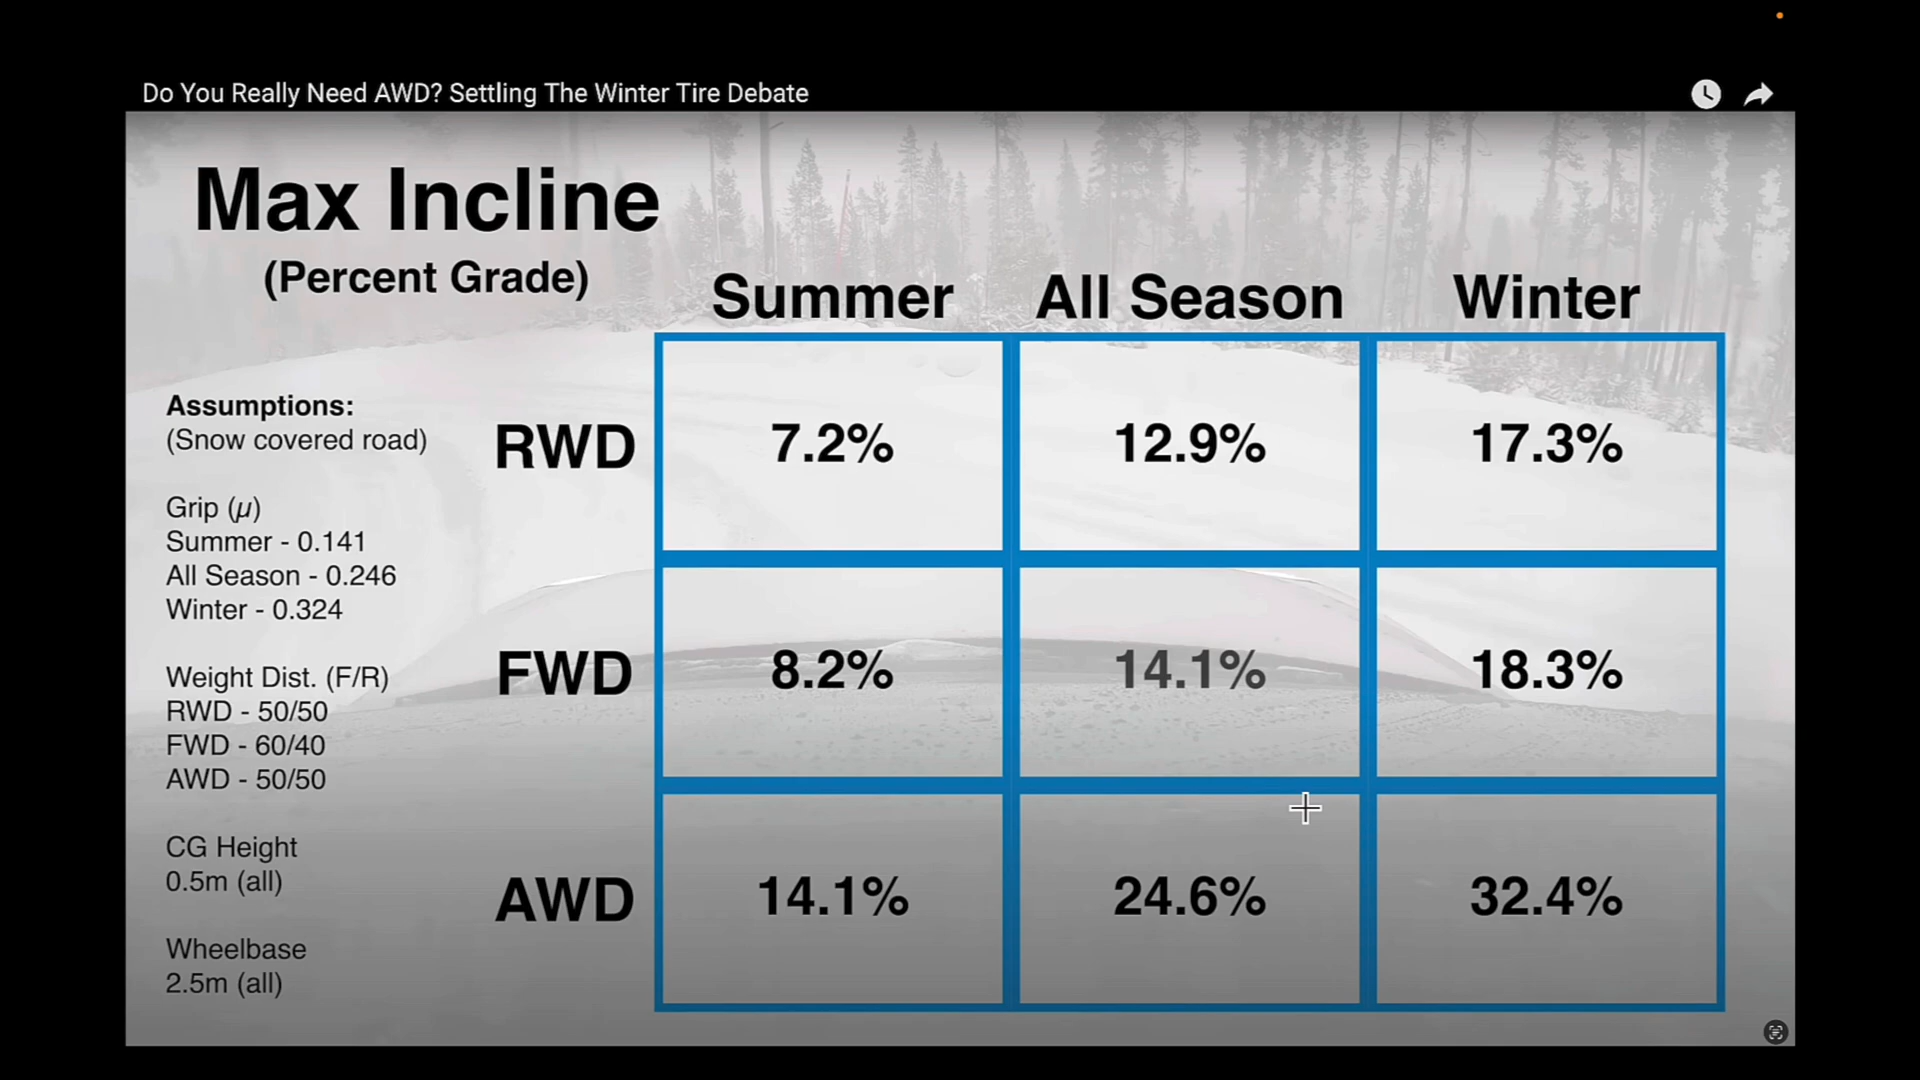 Do You Really Need AWD? Settling The Winter Tire Debate
Max Incline
(Percent Grade)
Summer All Season Winter
Assumptions:
(Snow covered road)
Grip (μ)
Summer - 0.141
All Season - 0.246
Winter - 0.324
Weight Dist. (F/R)
RWD - 50/50
FWD - 60/40
AWD - 50/50
CG Height
0.5m (all)
Wheelbase
2.5m (all)
RWD 7.2% 12.9% 17.3%
FWD 8.2% 14.1% 18.3%
AWD 14.1% 24.6% 32.4%